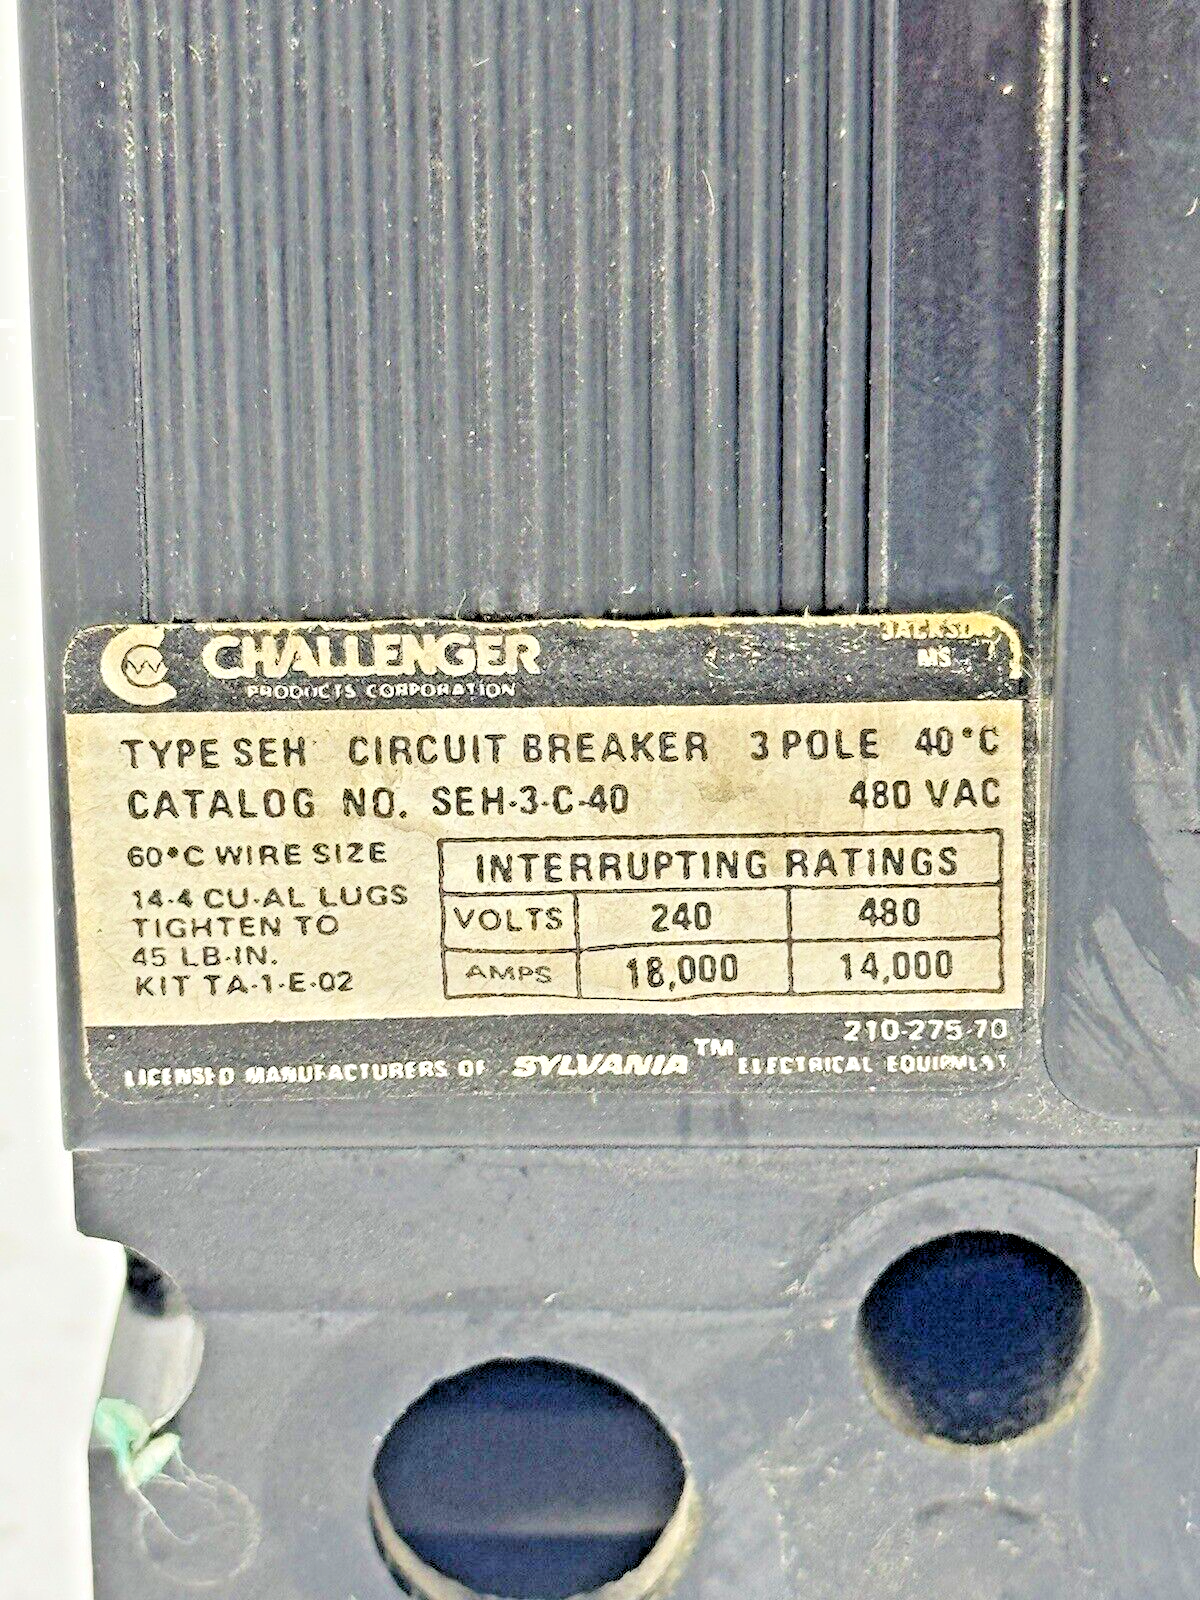 CHALLENGER
PRODUCTS CORPORATION
JACKSON
MS
TYPE SEH CIRCUIT BREAKER 3 POLE 40°C
CATALOG NO. SEH-3-C-40 480 VAC
60°C WIRE SIZE
14-4 CU-AL LUGS
TIGHTEN TO
45 LB-IN.
KIT TA-1-E-02
INTERRUPTING RATINGS
VOLTS 240 480
AMPS 18,000 14,000
210-275-70
LICENSED MANUFACTURERS OF SYLVANIA™ ELECTRICAL EQUIPMENT